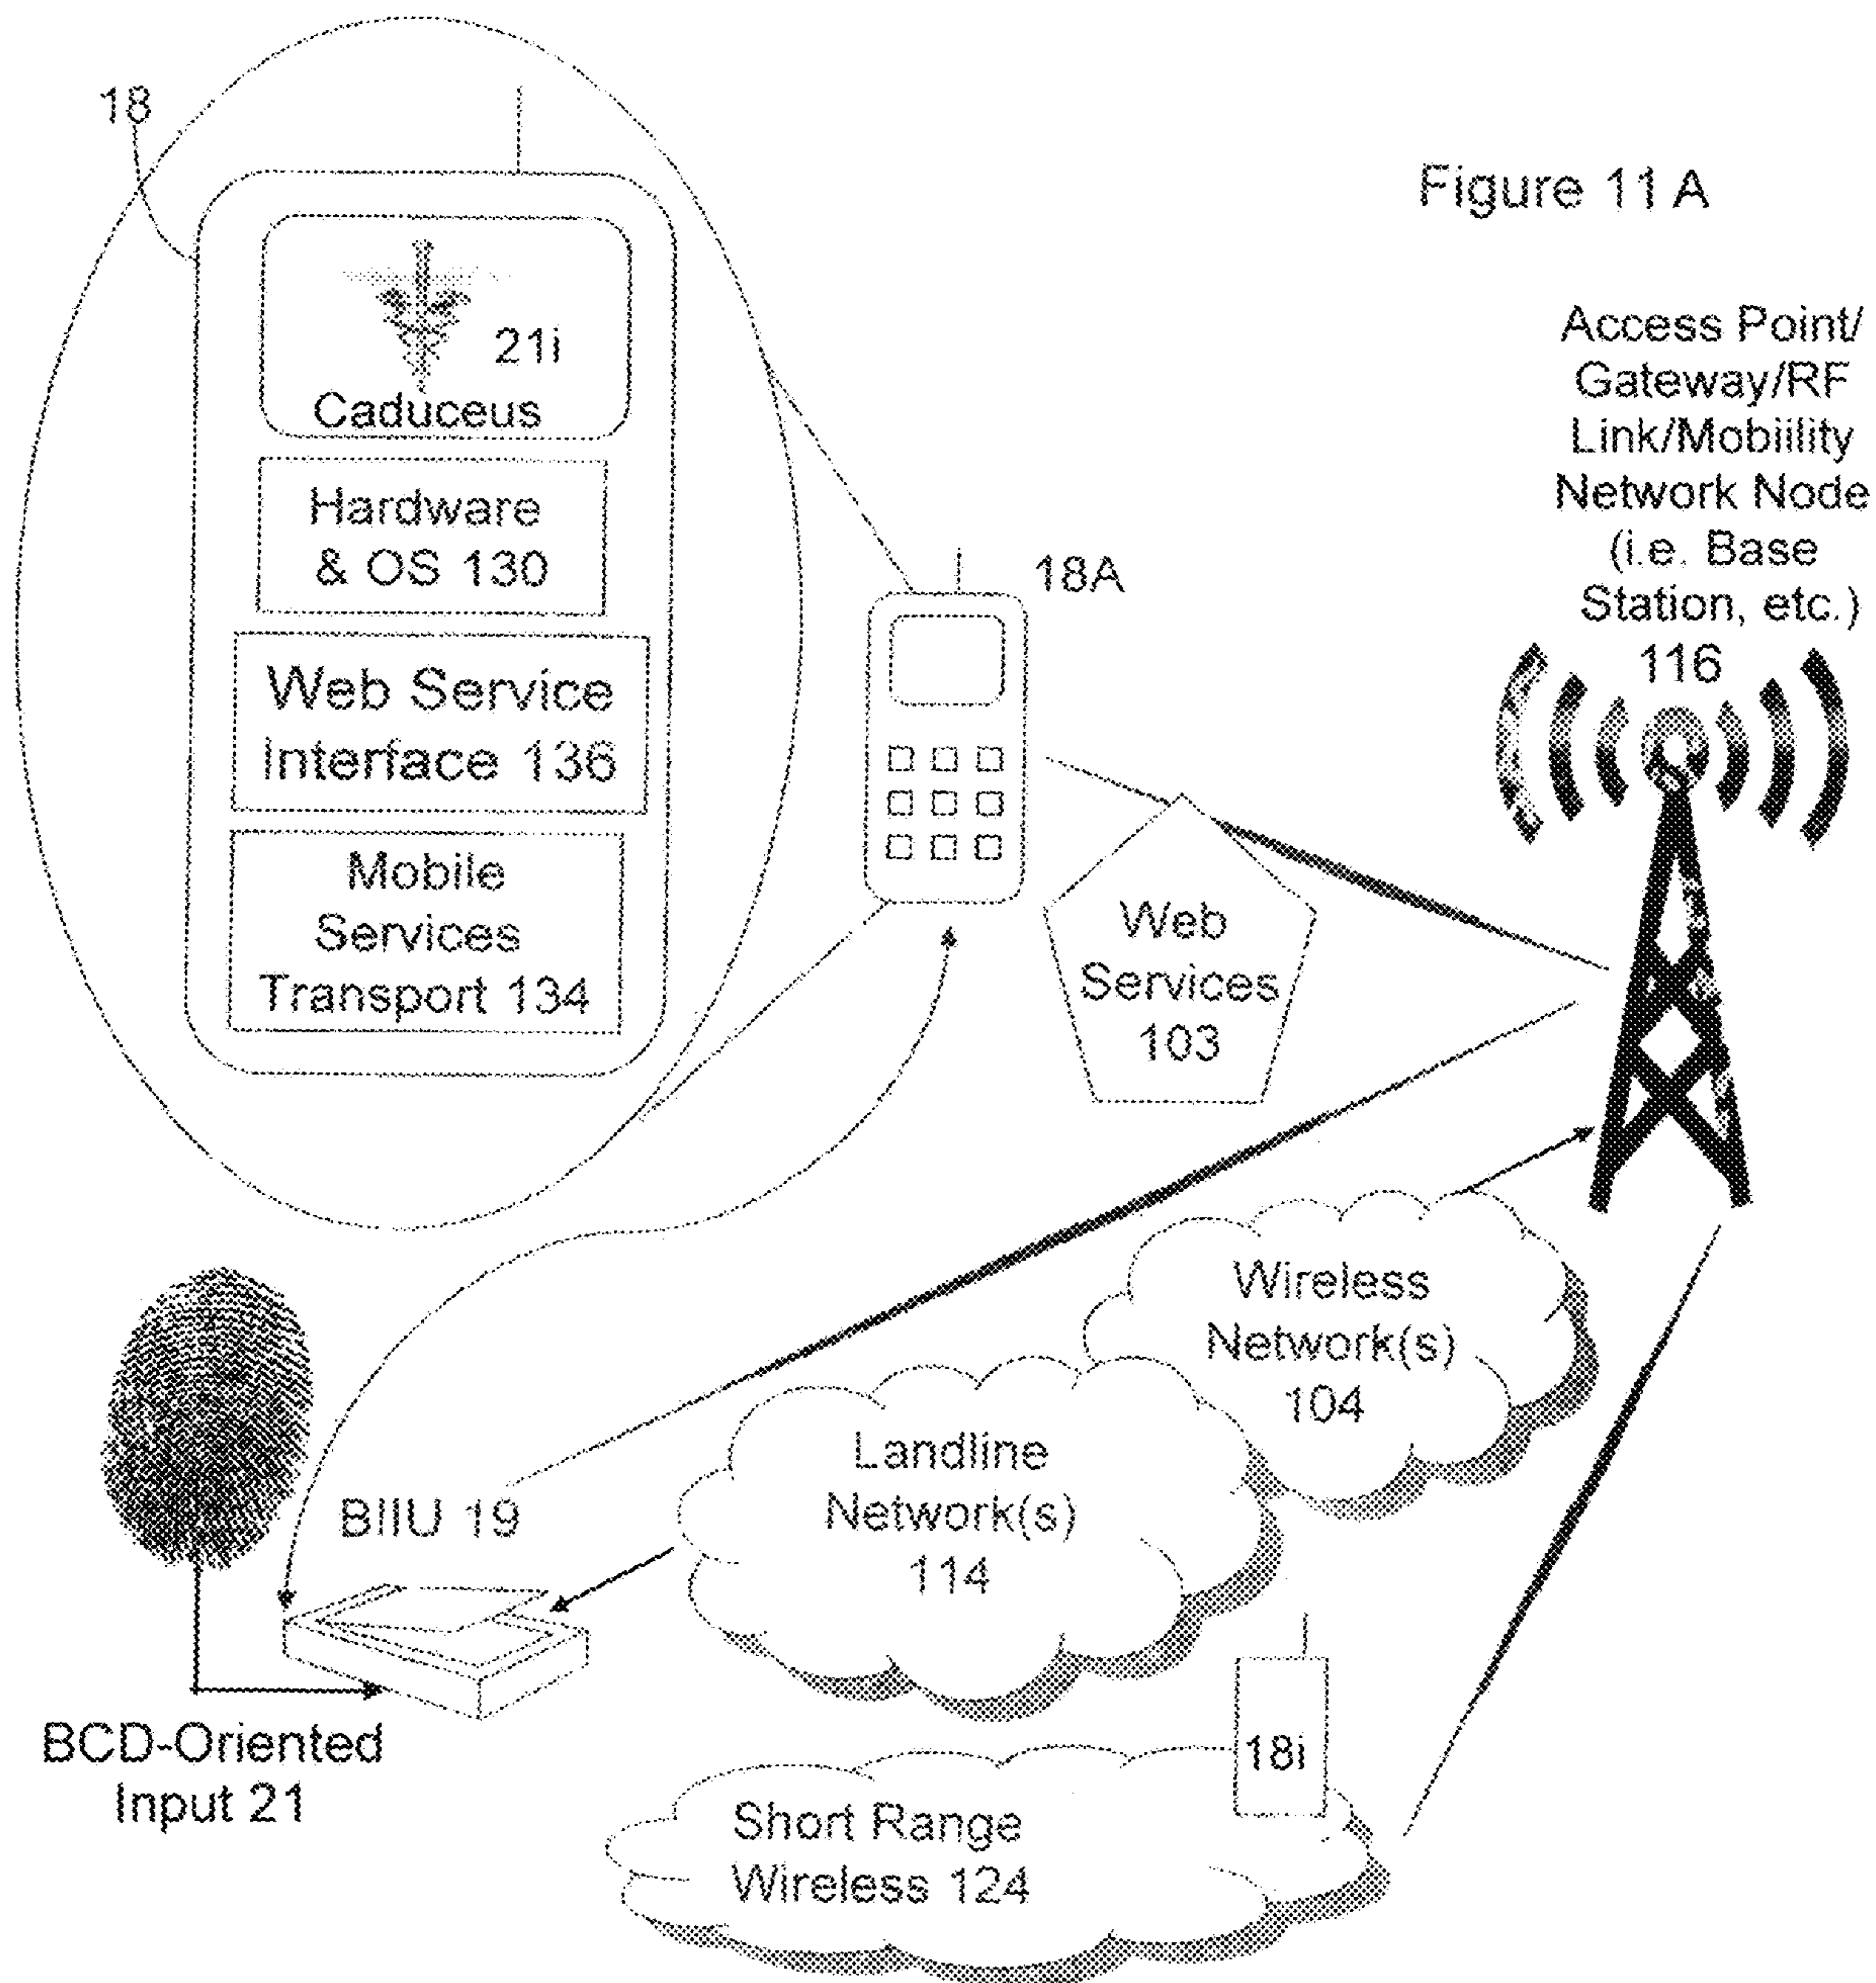 Figure 11 A
18
21i
Caduceus
Hardware
& OS 130
Web Service
Interface 136
Mobile
Services
Transport 134
18A
Access Point/
Gateway/RF
Link/Mobiility
Network Node
(i.e. Base
Station, etc.)
116
Web
Services
103
Wireless
Network(s)
104
Landline
Network(s)
114
BIIU 19
BCD-Oriented
Input 21
18i
Short Range
Wireless 124